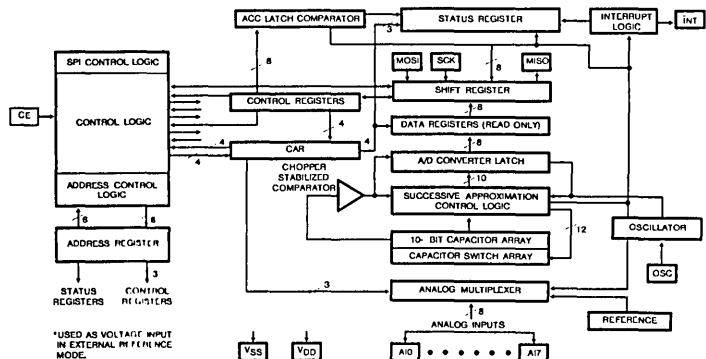 ACC LATCH COMPARATOR
STATUS REGISTER
INTERRUPT
LOGIC
INT
3
SPI CONTROL LOGIC
8
8
MOSI
SCK
MISO
SHIFT REGISTER
CONTROL REGISTERS
8
CE
CONTROL LOGIC
4
4
DATA REGISTERS (READ ONLY)
4
CAR
8
4
CHOPPER
STABILIZED
COMPARATOR
A/D CONVERTER LATCH
10
ADDRESS CONTROL
LOGIC
SUCCESSIVE APPROXIMATION
CONTROL LOGIC
6
6
12
OSCILLATOR
ADDRESS REGISTER
10- BIT CAPACITOR ARRAY
CAPACITOR SWITCH ARRAY
OSC
3
STATUS
REGISTERS
CONTROL
REGISTERS
3
ANALOG MULTIPLEXER
8
REFERENCE
ANALOG INPUTS
*USED AS VOLTAGE INPUT
IN EXTERNAL REFERENCE
MODE.
VSS
VDD
AI0
AI7